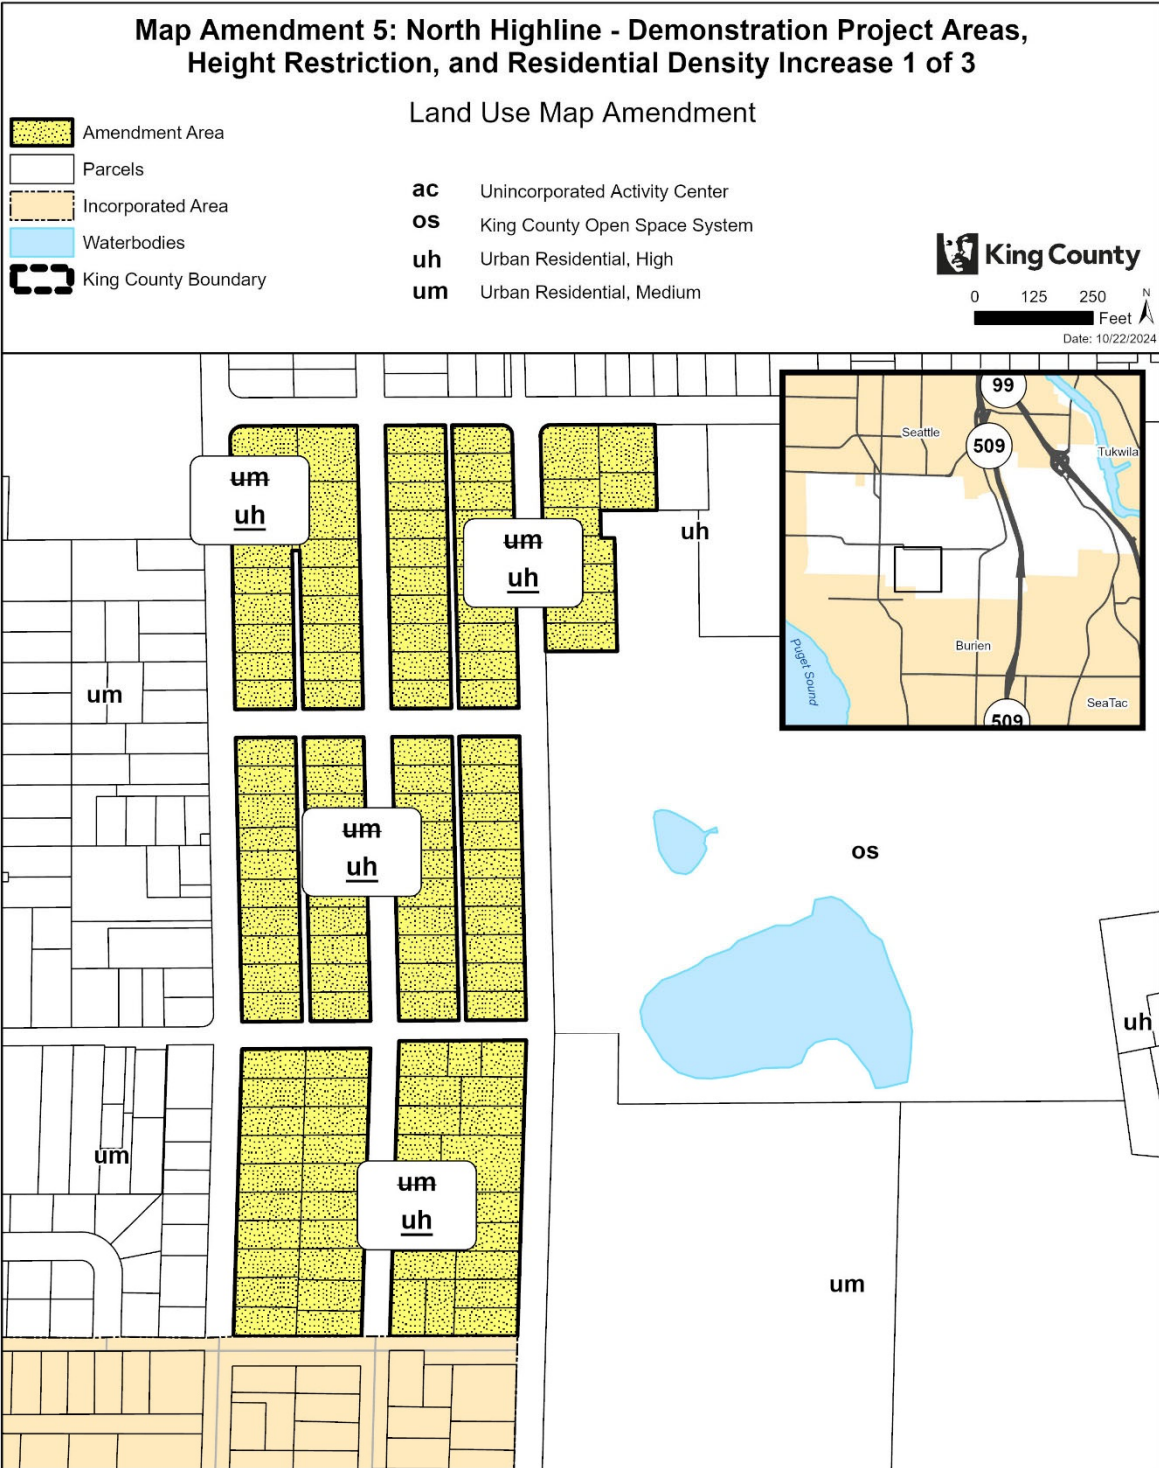 Map Amendment 5: North Highline - Demonstration Project Areas,
Height Restriction, and Residential Density Increase 1 of 3
Land Use Map Amendment
Amendment Area
Parcels
Incorporated Area
Waterbodies
King County Boundary
ac Unincorporated Activity Center
os King County Open Space System
uh Urban Residential, High
um Urban Residential, Medium
King County
0 125 250
Feet
N
Date: 10/22/2024
99
Seattle
509
Tukwila
Burien
Puget Sound
SeaTac
509
um
uh
um
uh
uh
um
um
uh
os
uh
um
um
uh
um